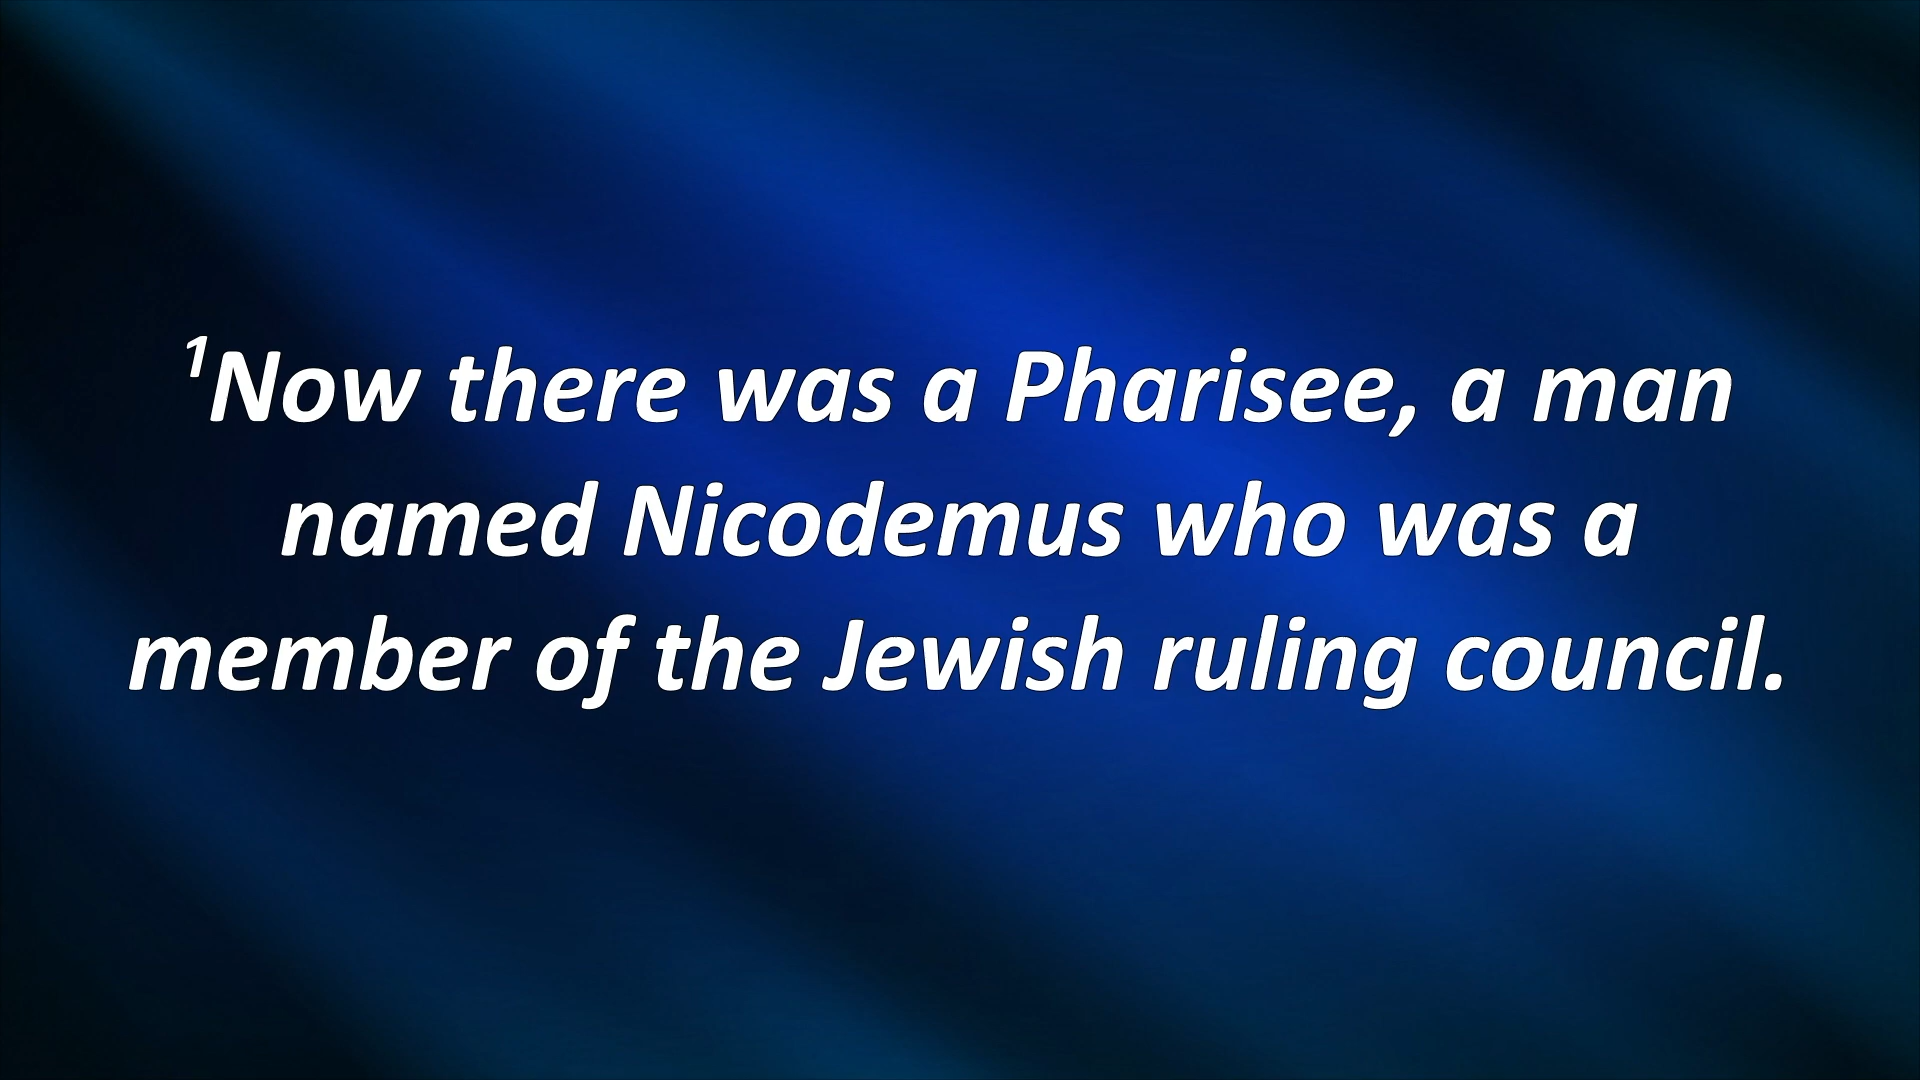 ¹Now there was a Pharisee, a man
named Nicodemus who was a
member of the Jewish ruling council.